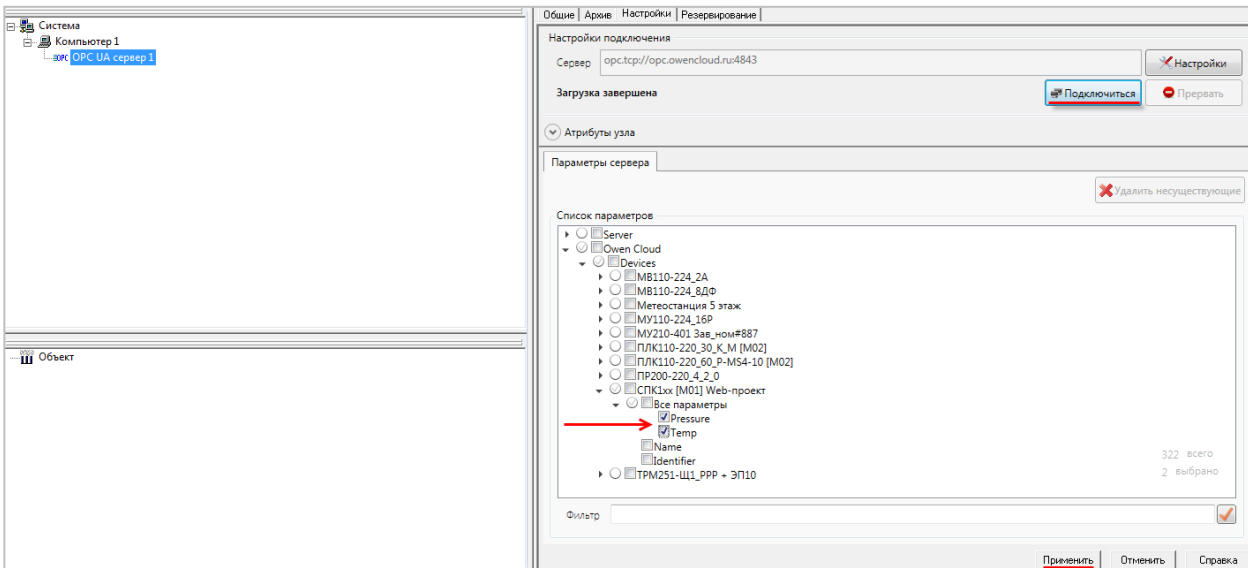 Система
Компьютер 1
OPC UA сервер 1
Объект
Общие Архив Настройки Резервирование
Настройки подключения
Сервер opc.tcp://opc.owencloud.ru:4843 Настройки
Загрузка завершена Подключиться Прервать
Атрибуты узла
Параметры сервера
Удалить несуществующие
Список параметров
Server
Owen Cloud
Devices
МВ110-224_2А
МВ110-224_8ДФ
Метеостанция 5 этаж
МУ110-224_16Р
МУ210-401 Зав_ном#887
ПЛК110-220_30_К_М [М02]
ПЛК110-220_60_Р-MS4-10 [М02]
ПР200-220_4_2_0
СПК1хх [М01] Web-проект
Все параметры
Pressure
Temp
Name
Identifier
ТРМ251-Щ1_РРР + ЭП10
322 всего
2 выбрано
Фильтр
Применить Отменить Справка